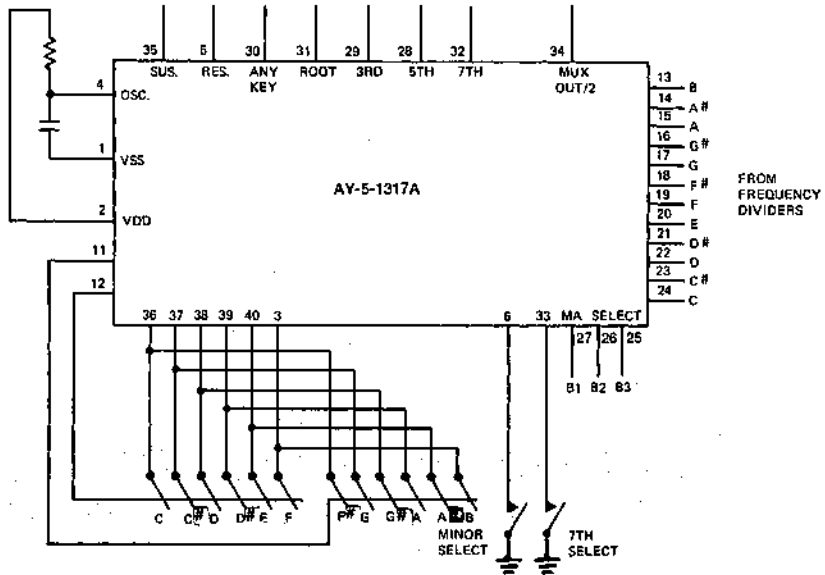 35 5 30 31 29 28 32 34
SUS. RES. ANY KEY ROOT 3RD 5TH 7TH MUX OUT/2
4 OSC.
1 VSS
2 VDD
11
12
AY-5-1317A
13 B
14 A#
15 A
16 G#
17 G
18 F#
19 F
20 E
21 D#
22 D
23 C#
24 C
FROM
FREQUENCY
DIVIDERS
36 37 38 39 40 3 6 33 MA SELECT
27 26 25
B1 B2 B3
C C# D D# E F F# G G# A A B
MINOR
SELECT
7TH
SELECT